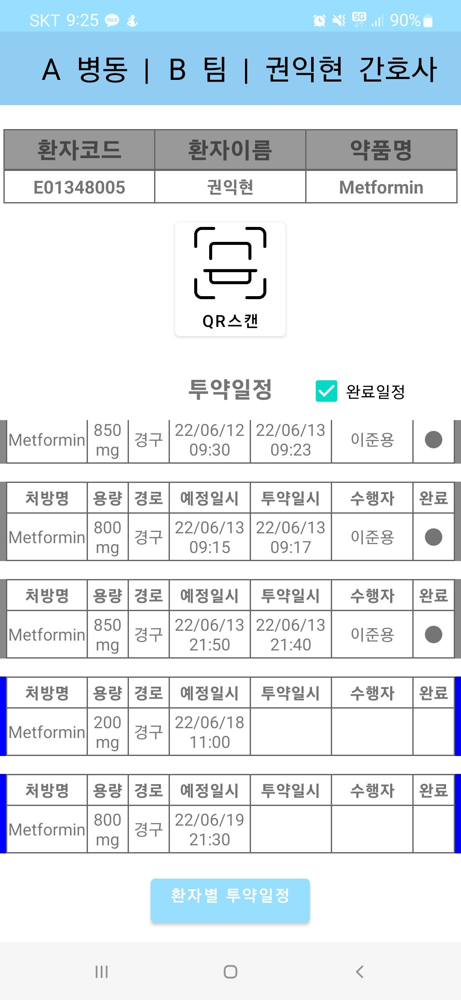 SKT 9:25 TALK 5G 90%
A 병동 | B 팀 | 권익현 간호사
환자코드 환자이름 약품명
E01348005 권익현 Metformin
QR스캔
투약일정 완료일정
Metformin 850 mg 경구 22/06/12 09:30 22/06/13 09:23 이준용 ●
처방명 용량 경로 예정일시 투약일시 수행자 완료
Metformin 800 mg 경구 22/06/13 09:15 22/06/13 09:17 이준용 ●
처방명 용량 경로 예정일시 투약일시 수행자 완료
Metformin 850 mg 경구 22/06/13 21:50 22/06/13 21:40 이준용 ●
처방명 용량 경로 예정일시 투약일시 수행자 완료
Metformin 200 mg 경구 22/06/18 11:00
처방명 용량 경로 예정일시 투약일시 수행자 완료
Metformin 800 mg 경구 22/06/19 21:30
환자별 투약일정